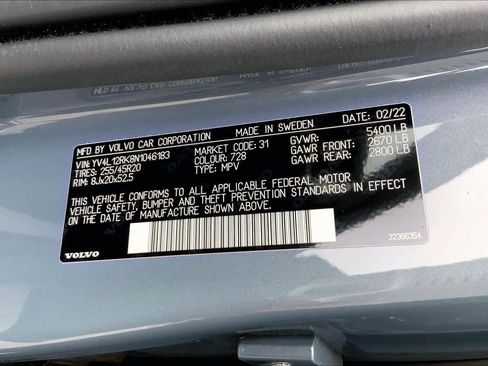 MFD BY VOLVO CAR CORPORATION MADE IN SWEDEN DATE: 02/22
VIN: YV4L12RK8N1046183 MARKET: 31 GVWR: 5400 LB
TIRES: 255/45R20 COLOUR: 728 GAWR FRONT: 2670 LB
RIM: 8Jx20x52.5 TYPE: MPV GAWR REAR: 2800 LB
THIS VEHICLE CONFORMS TO ALL APPLICABLE FEDERAL MOTOR
VEHICLE SAFETY, BUMPER AND THEFT PREVENTION STANDARDS IN EFFECT
ON THE DATE OF MANUFACTURE SHOWN ABOVE.
32366354
VOLVO